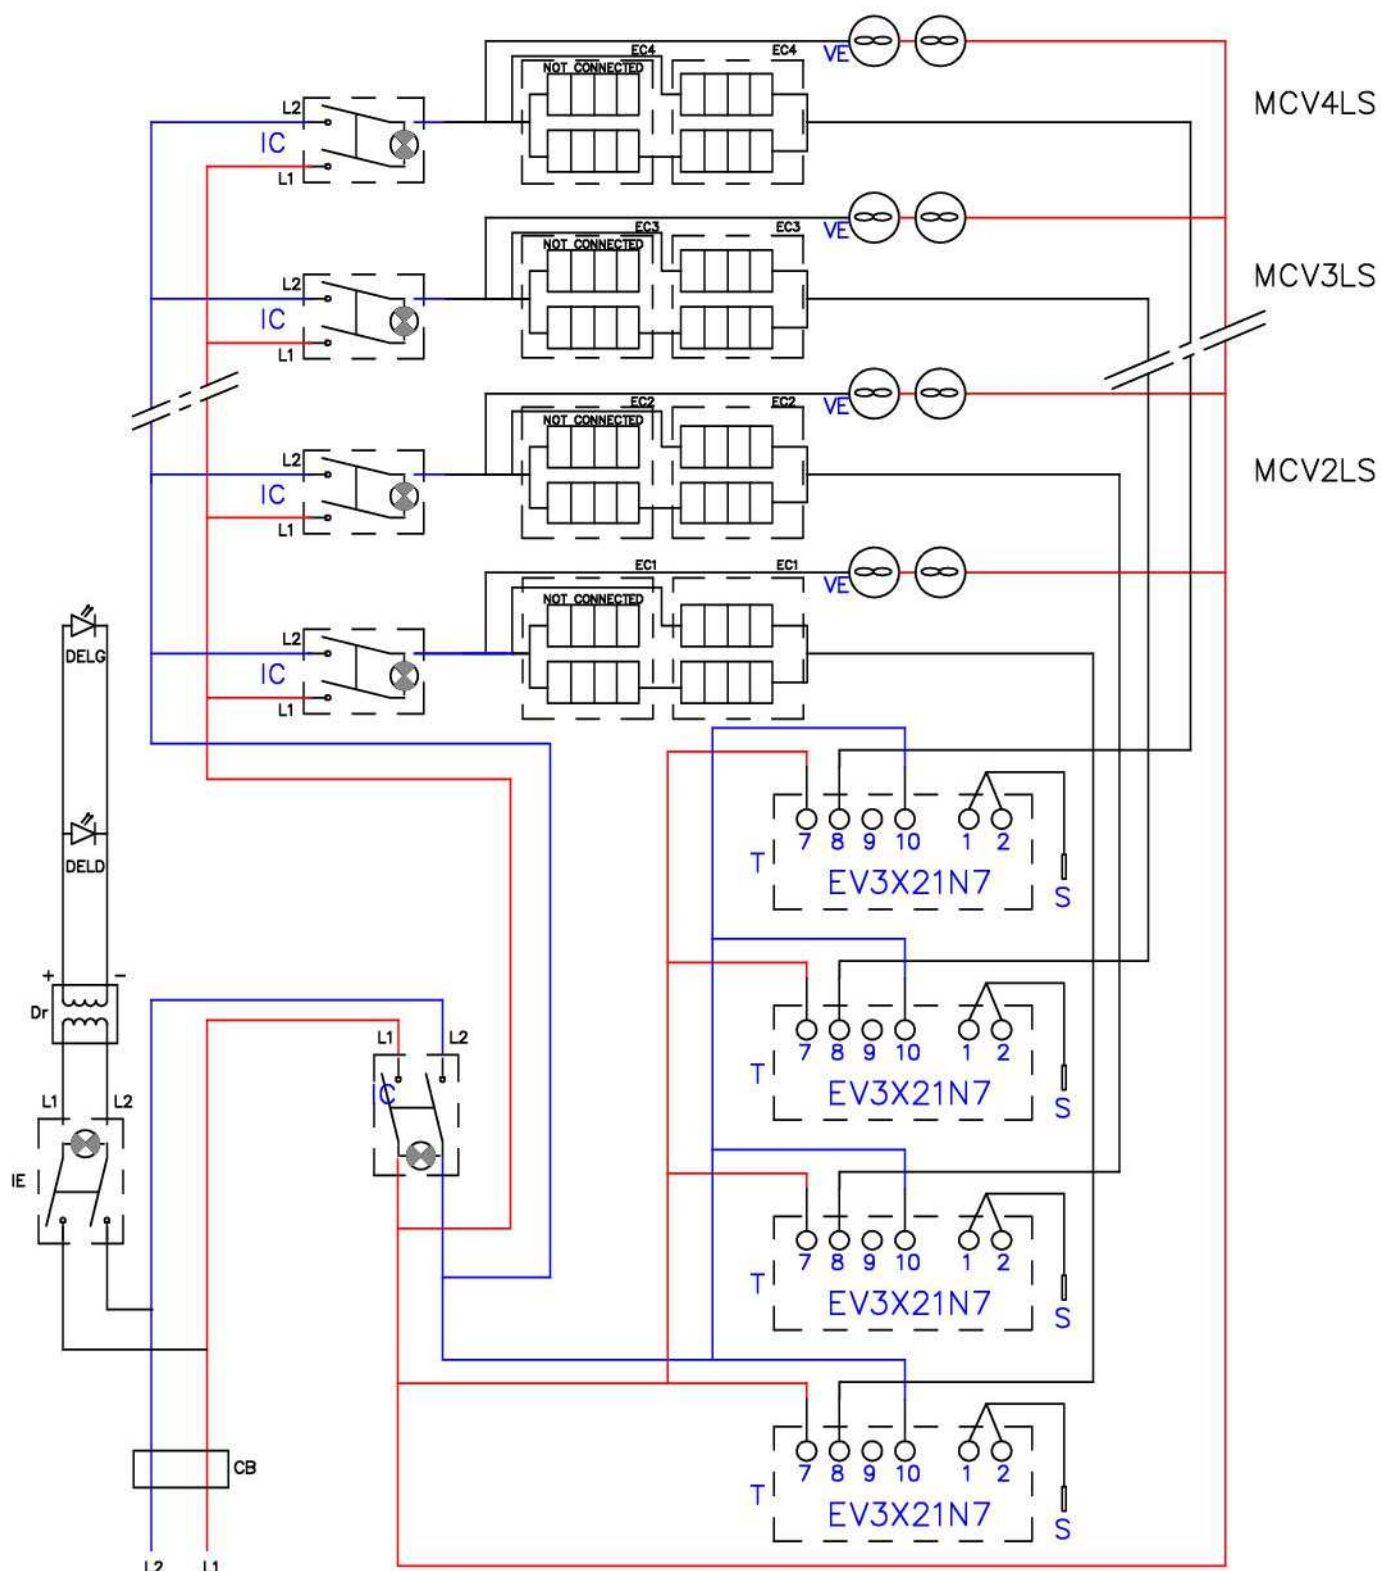 EC4 EC4
VE
NOT CONNECTED
MCV4LS
L2
IC
L1
EC3 EC3
VE
NOT CONNECTED
MCV3LS
L2
IC
L1
EC2 EC2
VE
NOT CONNECTED
MCV2LS
L2
IC
L1
EC1 EC1
VE
NOT CONNECTED
L2
IC
L1
DELG
DELD
7 8 9 10 1 2
T
EV3X21N7
S
+ -
Dr
L1 L2
IC
7 8 9 10 1 2
T
EV3X21N7
S
L1 L2
IE
7 8 9 10 1 2
T
EV3X21N7
S
CB
7 8 9 10 1 2
T
EV3X21N7
S
L2 L1